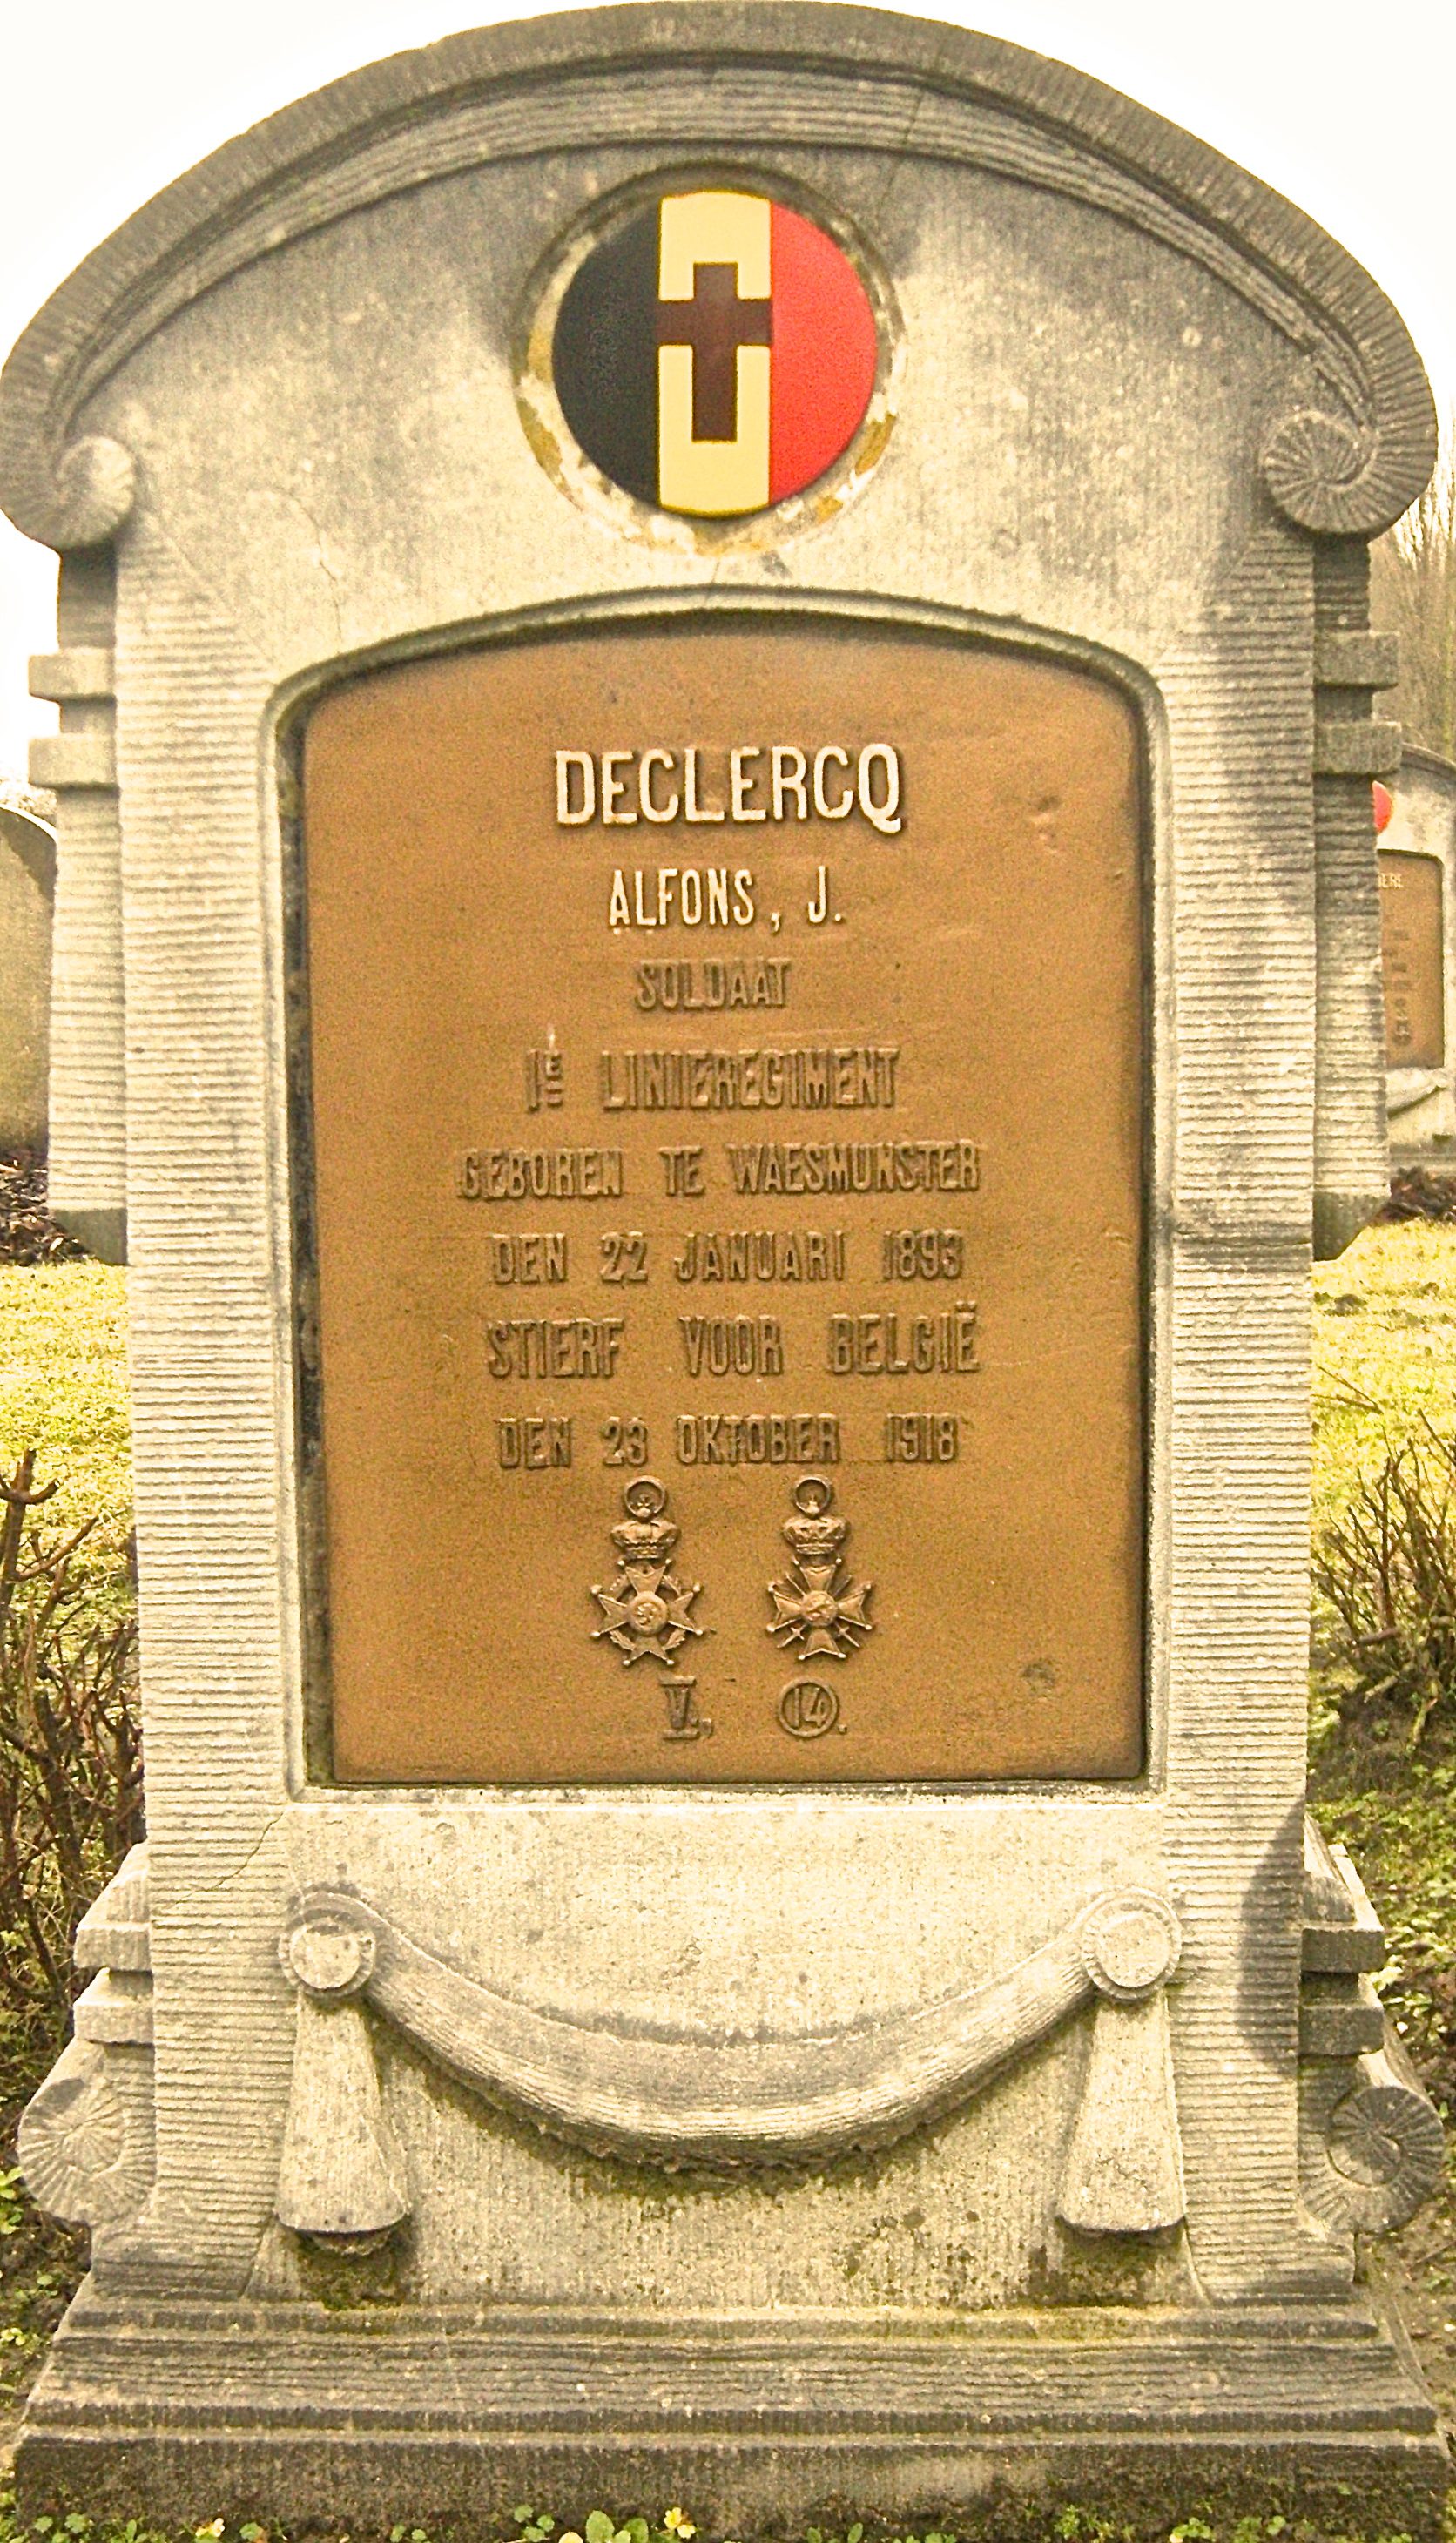 DECLERCQ
ALFONS, J.
SOLDAAT
1E LINIEREGIMENT
GEBOREN TE WAESMUNSTER
DEN 22 JANUARI 1893
STIERF VOOR BELGIË
DEN 23 OKTOBER 1918
V, 14.